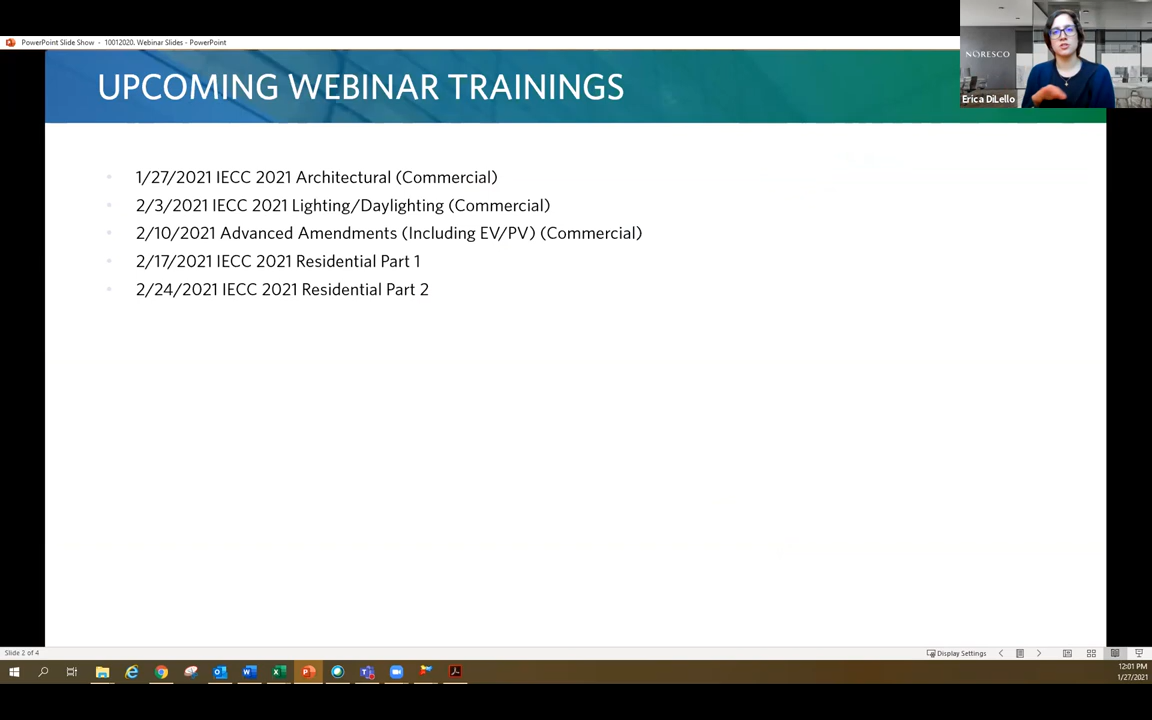 PowerPoint Slide Show - 10012020. Webinar Slides - PowerPoint
UPCOMING WEBINAR TRAININGS
NORESCO
Erica DiLello
1/27/2021 IECC 2021 Architectural (Commercial)
2/3/2021 IECC 2021 Lighting/Daylighting (Commercial)
2/10/2021 Advanced Amendments (Including EV/PV) (Commercial)
2/17/2021 IECC 2021 Residential Part 1
2/24/2021 IECC 2021 Residential Part 2
Slide 2 of 4
Display Settings
12:01 PM
1/27/2021